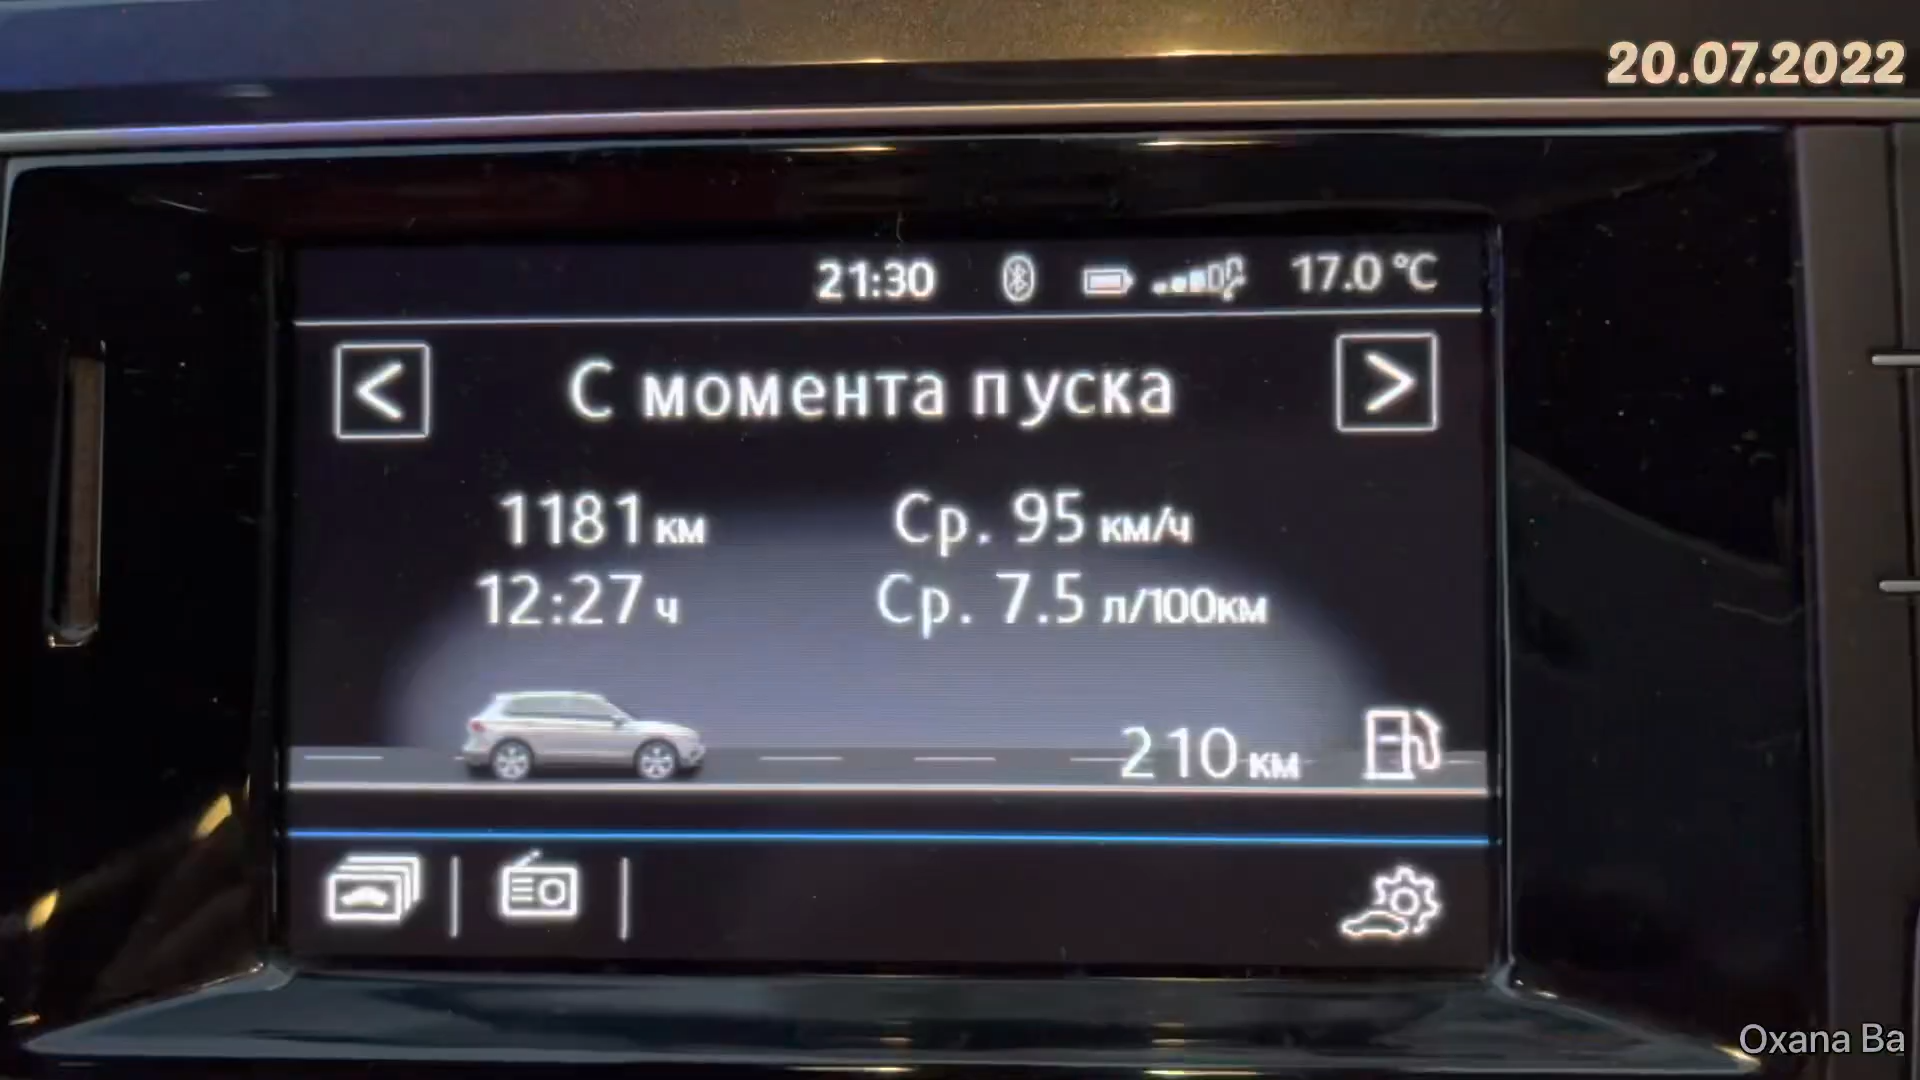 20.07.2022
21:30 17.0 °C
< С момента пуска >
1181 км Ср. 95 км/ч
12:27 ч Ср. 7.5 л/100км
210 км
Oxana Ba